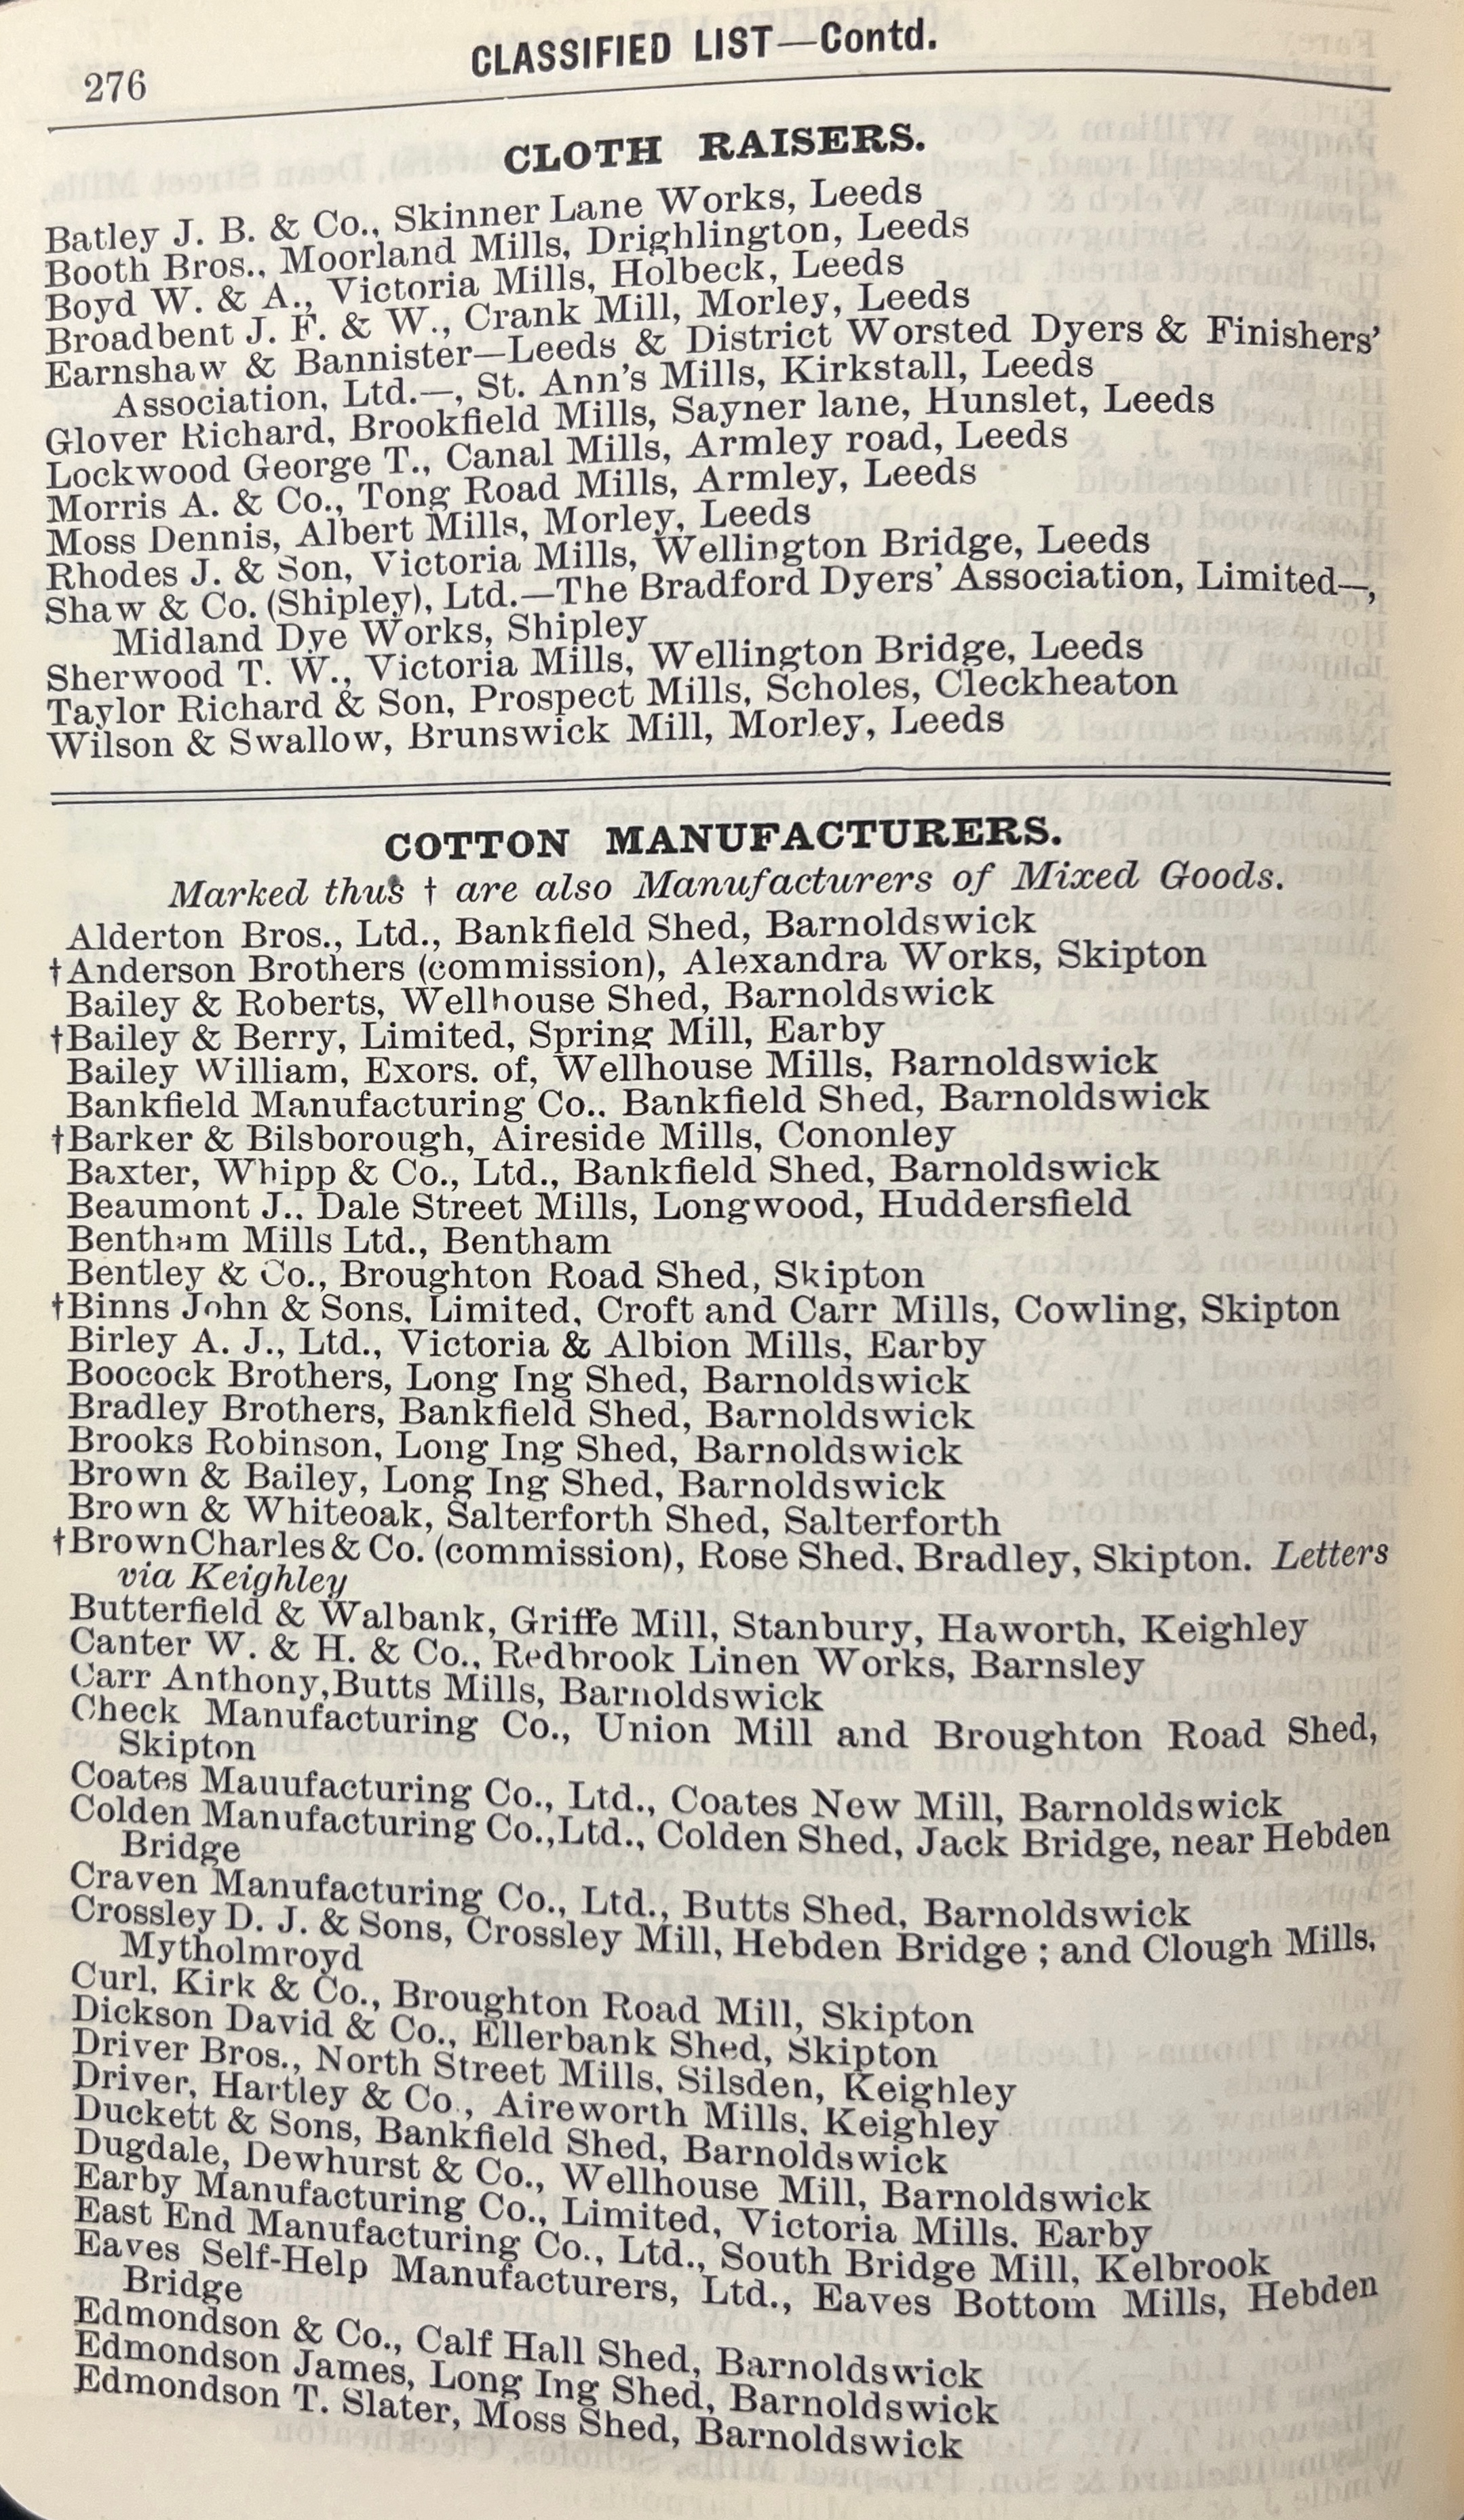 276
CLASSIFIED LIST—Contd.
CLOTH RAISERS.
Batley J. B. & Co., Skinner Lane Works, Leeds
Booth Bros., Moorland Mills, Drighlington, Leeds
Boyd W. & A., Victoria Mills, Holbeck, Leeds
Broadbent J. F. & W., Crank Mill, Morley, Leeds
Earnshaw & Bannister—Leeds & District Worsted Dyers & Finishers'
Association, Ltd.—, St. Ann's Mills, Kirkstall, Leeds
Glover Richard, Brookfield Mills, Sayner lane, Hunslet, Leeds
Lockwood George T., Canal Mills, Armley road, Leeds
Morris A. & Co., Tong Road Mills, Armley, Leeds
Moss Dennis, Albert Mills, Morley, Leeds
Rhodes J. & Son, Victoria Mills, Wellington Bridge, Leeds
Shaw & Co. (Shipley), Ltd.—The Bradford Dyers' Association, Limited—,
Midland Dye Works, Shipley
Sherwood T. W., Victoria Mills, Wellington Bridge, Leeds
Taylor Richard & Son, Prospect Mills, Scholes, Cleckheaton
Wilson & Swallow, Brunswick Mill, Morley, Leeds
COTTON MANUFACTURERS.
Marked thus † are also Manufacturers of Mixed Goods.
Alderton Bros., Ltd., Bankfield Shed, Barnoldswick
†Anderson Brothers (commission), Alexandra Works, Skipton
Bailey & Roberts, Wellhouse Shed, Barnoldswick
†Bailey & Berry, Limited, Spring Mill, Earby
Bailey William, Exors. of, Wellhouse Mills, Barnoldswick
Bankfield Manufacturing Co., Bankfield Shed, Barnoldswick
†Barker & Bilsborough, Aireside Mills, Cononley
Baxter, Whipp & Co., Ltd., Bankfield Shed, Barnoldswick
Beaumont J., Dale Street Mills, Longwood, Huddersfield
Bentham Mills Ltd., Bentham
Bentley & Co., Broughton Road Shed, Skipton
†Binns John & Sons, Limited, Croft and Carr Mills, Cowling, Skipton
Birley A. J., Ltd., Victoria & Albion Mills, Earby
Boocock Brothers, Long Ing Shed, Barnoldswick
Bradley Brothers, Bankfield Shed, Barnoldswick
Brooks Robinson, Long Ing Shed, Barnoldswick
Brown & Bailey, Long Ing Shed, Barnoldswick
Brown & Whiteoak, Salterforth Shed, Salterforth
†Brown Charles & Co. (commission), Rose Shed, Bradley, Skipton. Letters
via Keighley
Butterfield & Walbank, Griffe Mill, Stanbury, Haworth, Keighley
Canter W. & H. & Co., Redbrook Linen Works, Barnsley
Carr Anthony, Butts Mills, Barnoldswick
Check Manufacturing Co., Union Mill and Broughton Road Shed,
Skipton
Coates Mauufacturing Co., Ltd., Coates New Mill, Barnoldswick
Colden Manufacturing Co., Ltd., Colden Shed, Jack Bridge, near Hebden
Bridge
Craven Manufacturing Co., Ltd., Butts Shed, Barnoldswick
Crossley D. J. & Sons, Crossley Mill, Hebden Bridge ; and Clough Mills,
Mytholmroyd
Curl, Kirk & Co., Broughton Road Mill, Skipton
Dickson David & Co., Ellerbank Shed, Skipton
Driver Bros., North Street Mills, Silsden, Keighley
Driver, Hartley & Co., Aireworth Mills, Keighley
Duckett & Sons, Bankfield Shed, Barnoldswick
Dugdale, Dewhurst & Co., Wellhouse Mill, Barnoldswick
Earby Manufacturing Co., Limited, Victoria Mills, Earby
East End Manufacturing Co., Ltd., South Bridge Mill, Kelbrook
Eaves Self-Help Manufacturers, Ltd., Eaves Bottom Mills, Hebden
Bridge
Edmondson & Co., Calf Hall Shed, Barnoldswick
Edmondson James, Long Ing Shed, Barnoldswick
Edmondson T. Slater, Moss Shed, Barnoldswick